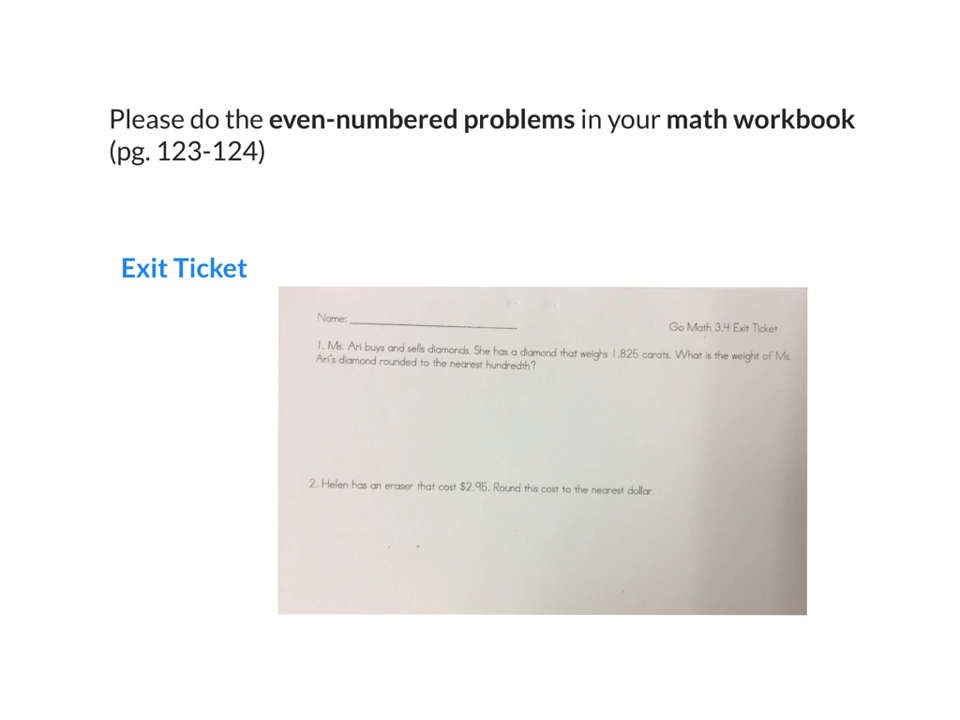 Please do the even-numbered problems in your math workbook
(pg. 123-124)
Exit Ticket
Name: ____________________
Go Math 3.4 Exit Ticket
1. Ms. Ari buys and sells diamonds. She has a diamond that weighs 1.825 carats. What is the weight of Ms.
Ari's diamond rounded to the nearest hundredth?
2. Helen has an eraser that cost $2.95. Round this cost to the nearest dollar.